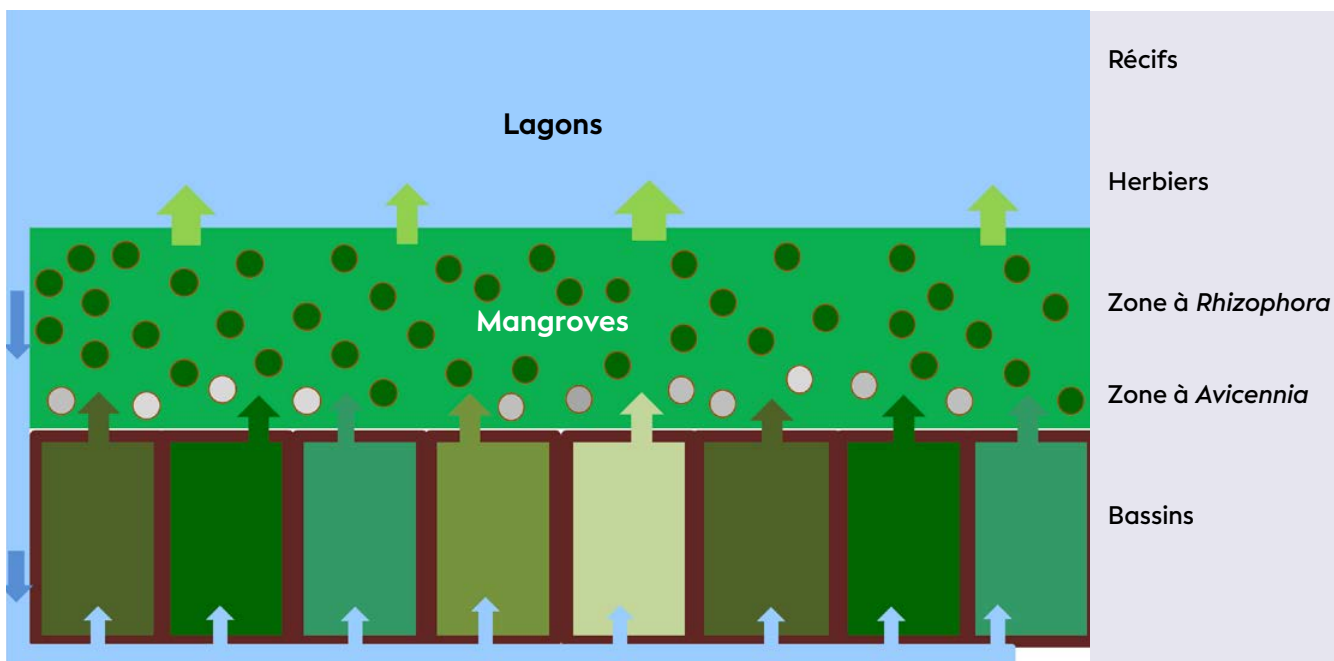 Récifs
Lagons
Herbiers
Zone à Rhizophora
Mangroves
Zone à Avicennia
Bassins